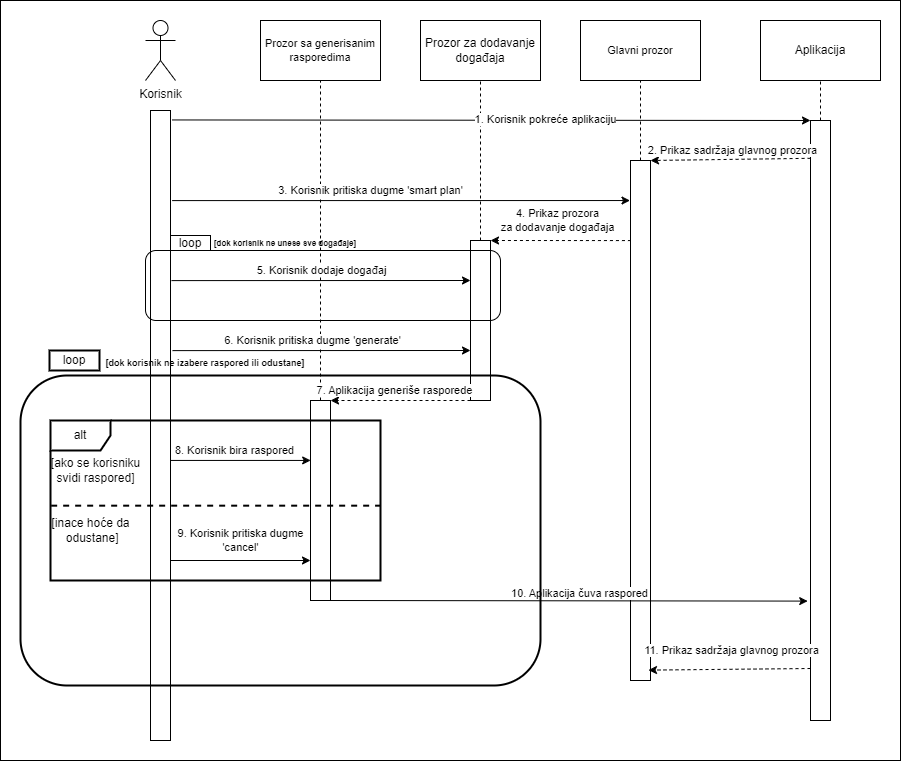 Korisnik
Prozor sa generisanim
rasporedima
Prozor za dodavanje
događaja
Glavni prozor
Aplikacija
1. Korisnik pokreće aplikaciju
2. Prikaz sadržaja glavnog prozora
3. Korisnik pritiska dugme 'smart plan'
4. Prikaz prozora
za dodavanje događaja
loop
[dok korisnik ne unese sve događaje]
5. Korisnik dodaje događaj
6. Korisnik pritiska dugme 'generate'
loop
[dok korisnik ne izabere raspored ili odustane]
7. Aplikacija generiše rasporede
alt
[ako se korisniku
svidi raspored]
8. Korisnik bira raspored
[inace hoće da
odustane]
9. Korisnik pritiska dugme
'cancel'
10. Aplikacija čuva raspored
11. Prikaz sadržaja glavnog prozora